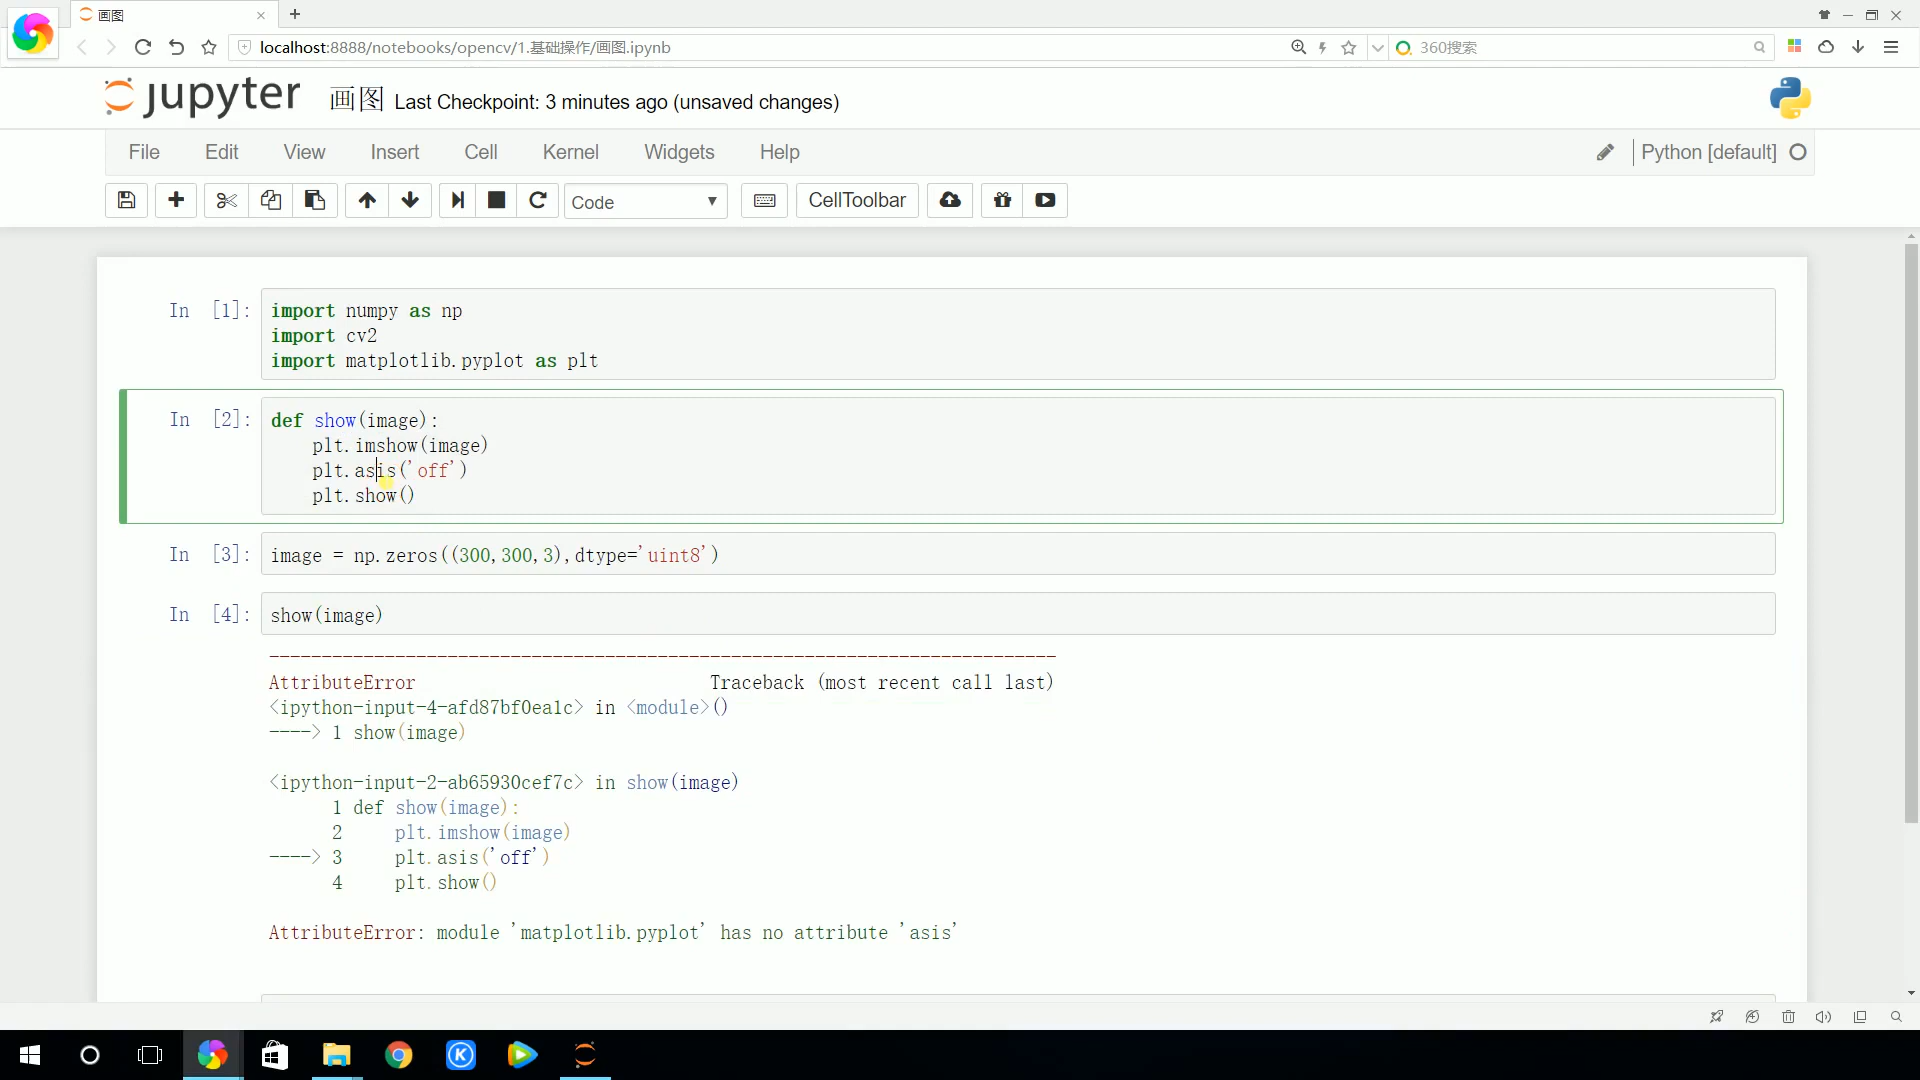 画图
localhost:8888/notebooks/opencv/1.基础操作/画图.ipynb
360搜索
jupyter 画图 Last Checkpoint: 3 minutes ago (unsaved changes)
File Edit View Insert Cell Kernel Widgets Help
Python [default]
Code
CellToolbar
In [1]:
import numpy as np
import cv2
import matplotlib.pyplot as plt
In [2]:
def show(image):
plt.imshow(image)
plt.asis('off')
plt.show()
In [3]:
image = np.zeros((300,300,3),dtype='uint8')
In [4]:
show(image)
---------------------------------------------------------------------------
AttributeError Traceback (most recent call last)
<ipython-input-4-afd87bf0ea1c> in <module>()
----> 1 show(image)
<ipython-input-2-ab65930cef7c> in show(image)
1 def show(image):
2 plt.imshow(image)
----> 3 plt.asis('off')
4 plt.show()
AttributeError: module 'matplotlib.pyplot' has no attribute 'asis'